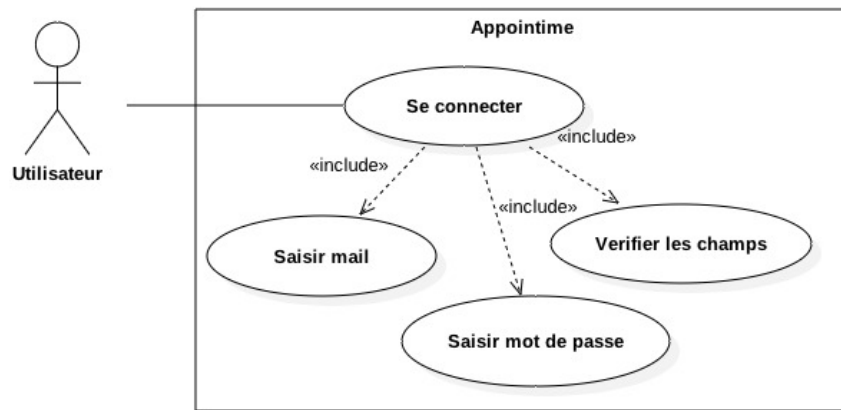 Appointime
Se connecter
«include»
«include»
Utilisateur
«include»
Verifier les champs
Saisir mail
Saisir mot de passe